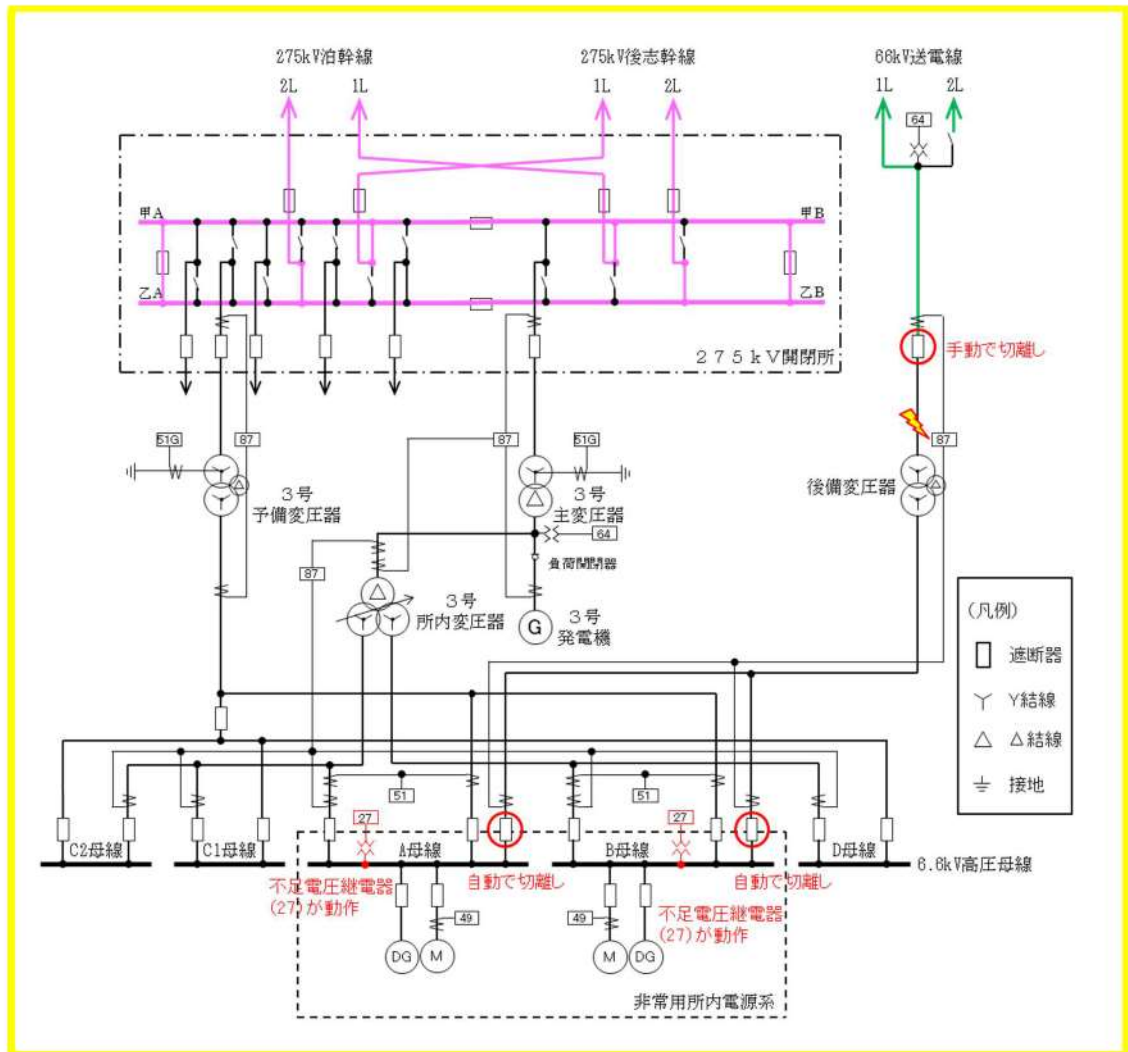 275kV泊幹線
275kV後志幹線
66kV送電線
2L
1L
1L
2L
1L
2L
64
甲A
甲B
乙A
乙B
275kV開閉所
手動で切離し
51G
87
87
51G
87
3号
予備変圧器
3号
主変圧器
後備変圧器
64
負荷開閉器
87
3号
所内変圧器
G
3号
発電機
(凡例)
遮断器
Y結線
△結線
接地
51
51
27
27
C2母線
C1母線
A母線
B母線
D母線
6.6kV高圧母線
不足電圧継電器
(27)が動作
自動で切離し
自動で切離し
不足電圧継電器
(27)が動作
49
49
DG
M
M
DG
非常用所内電源系